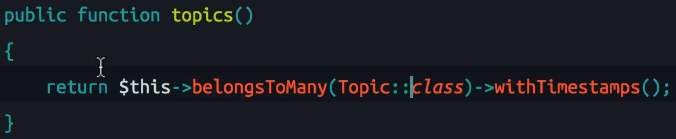 public function topics()
{
return $this->belongsToMany(Topic::class)->withTimestamps();
}